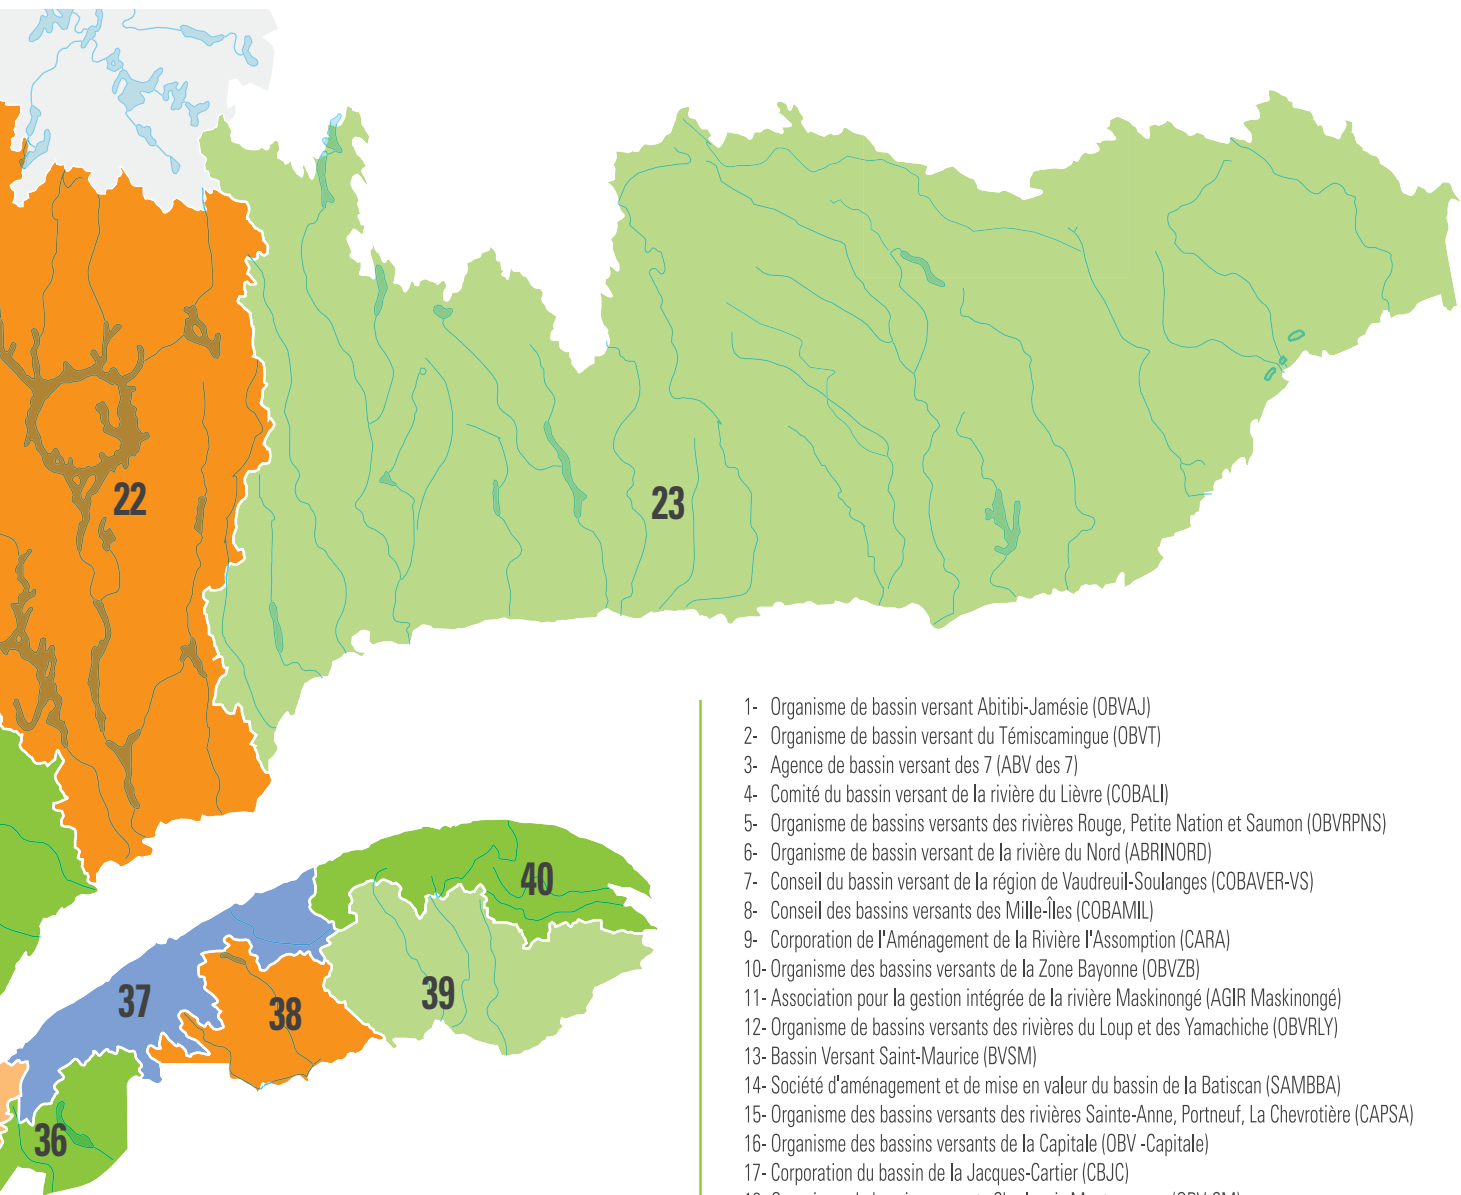 22
23
40
37
38
39
36
1- Organisme de bassin versant Abitibi-Jamésie (OBVAJ)
2- Organisme de bassin versant du Témiscamingue (OBVT)
3- Agence de bassin versant des 7 (ABV des 7)
4- Comité du bassin versant de la rivière du Lièvre (COBALI)
5- Organisme de bassins versants des rivières Rouge, Petite Nation et Saumon (OBVRPNS)
6- Organisme de bassin versant de la rivière du Nord (ABRINORD)
7- Conseil du bassin versant de la région de Vaudreuil-Soulanges (COBAVER-VS)
8- Conseil des bassins versants des Mille-Îles (COBAMIL)
9- Corporation de l'Aménagement de la Rivière l'Assomption (CARA)
10- Organisme des bassins versants de la Zone Bayonne (OBVZB)
11- Association pour la gestion intégrée de la rivière Maskinongé (AGIR Maskinongé)
12- Organisme de bassins versants des rivières du Loup et des Yamachiche (OBVRLY)
13- Bassin Versant Saint-Maurice (BVSM)
14- Société d'aménagement et de mise en valeur du bassin de la Batiscan (SAMBBA)
15- Organisme des bassins versants des rivières Sainte-Anne, Portneuf, La Chevrotière (CAPSA)
16- Organisme des bassins versants de la Capitale (OBV -Capitale)
17- Corporation du bassin de la Jacques-Cartier (CBJC)